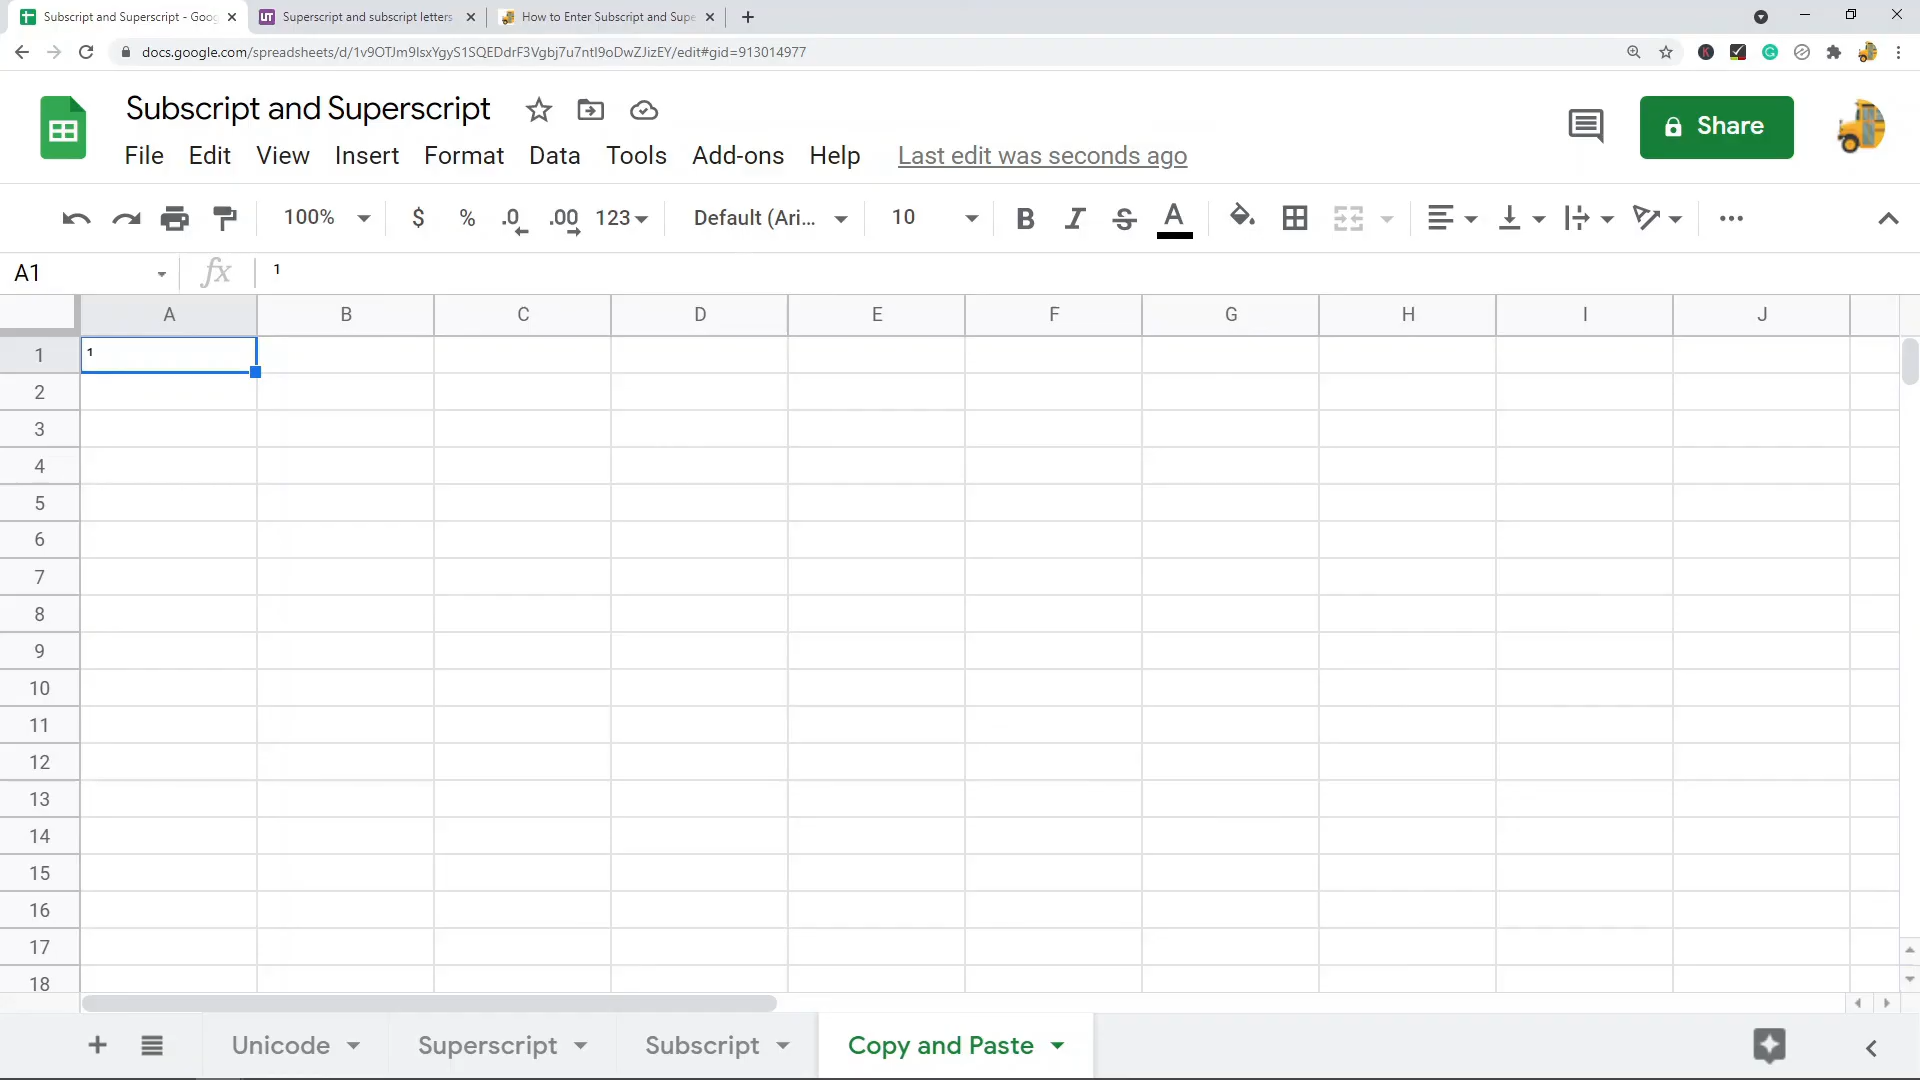 Subscript and Superscript - Goog
Superscript and subscript letters
How to Enter Subscript and Supe
docs.google.com/spreadsheets/d/1v9OTJm9IsxYgyS1SQEDdrF3Vgbj7u7ntI9oDwZJizEY/edit#gid=913014977
Subscript and Superscript
Share
File Edit View Insert Format Data Tools Add-ons Help Last edit was seconds ago
100% $ % .0 .00 123 Default (Ari... 10 B I S A
A1 fx ¹
A B C D E F G H I J
1 ¹
2
3
4
5
6
7
8
9
10
11
12
13
14
15
16
17
18
Unicode Superscript Subscript Copy and Paste